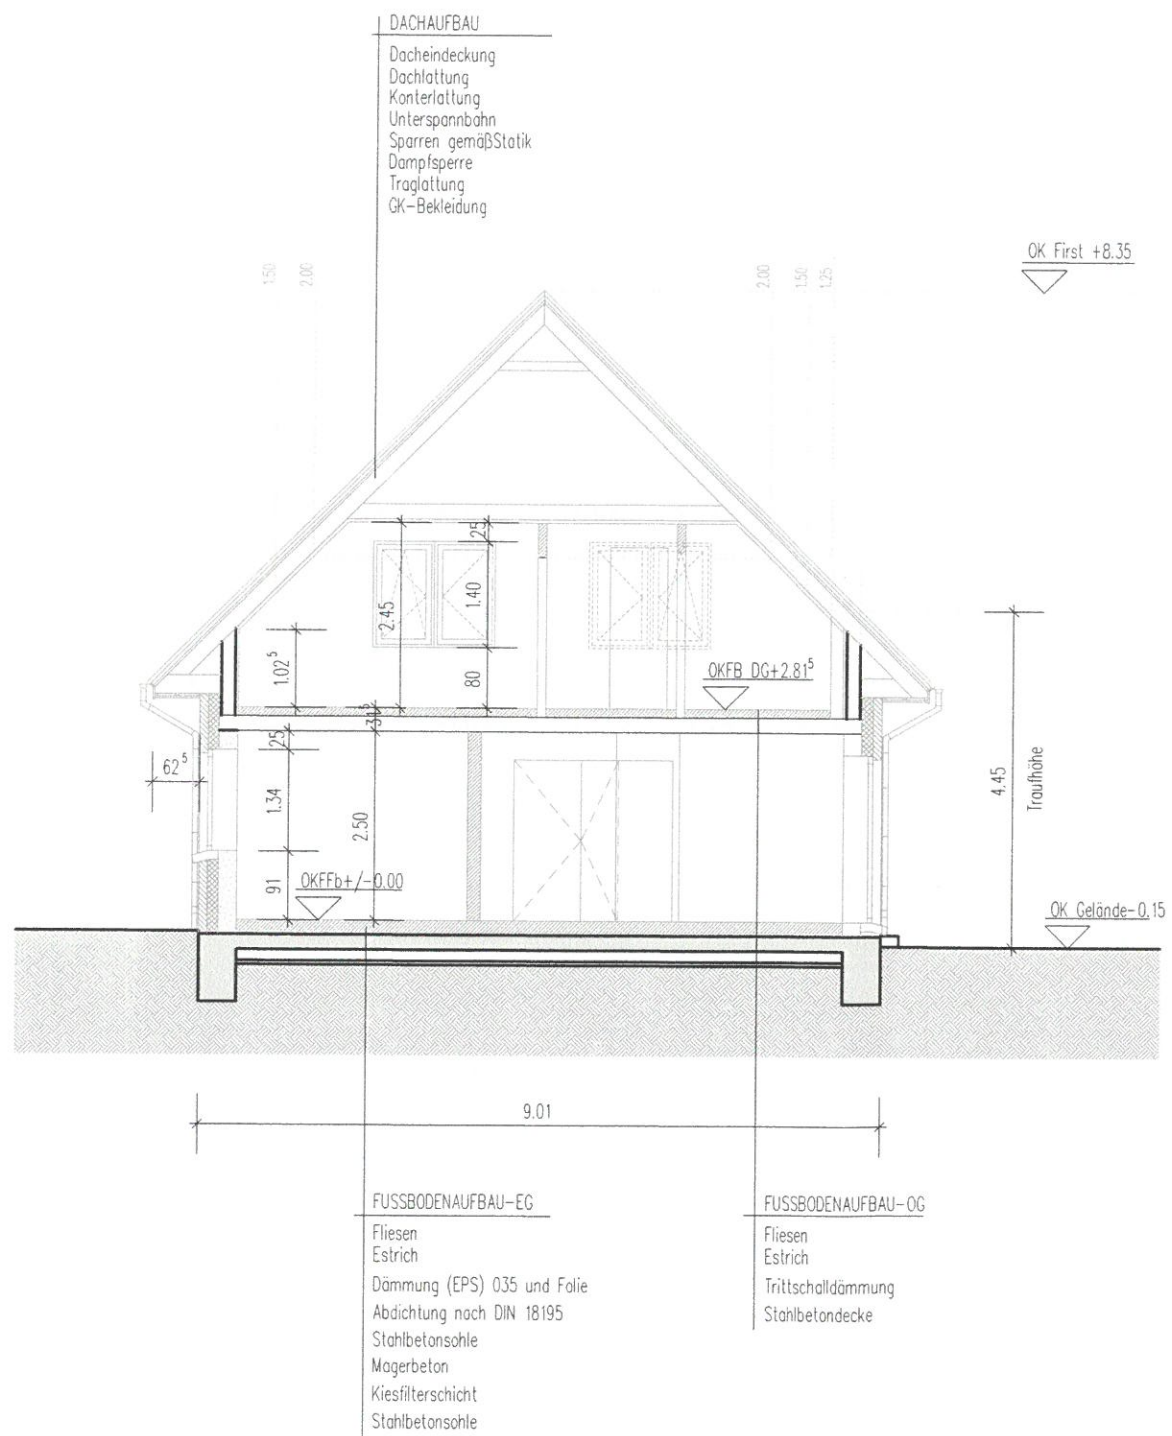 DACHAUFBAU
Dacheindeckung
Dachlattung
Konterlattung
Unterspannbahn
Sparren gemäßStatik
Dampfsperre
Traglattung
GK-Bekleidung
OK First +8.35
1.50
2.00
2.00
1.50
1.25
25
2.45
1.40
80
1.02⁵
OKFB DG+2.81⁵
31⁵
25
62⁵
1.34
2.50
91
OKFFb+/-0.00
4.45
Traufhöhe
OK Gelände-0.15
9.01
FUSSBODENAUFBAU-EG
Fliesen
Estrich
Dämmung (EPS) 035 und Folie
Abdichtung nach DIN 18195
Stahlbetonsohle
Magerbeton
Kiesfilterschicht
Stahlbetonsohle
FUSSBODENAUFBAU-OG
Fliesen
Estrich
Trittschalldämmung
Stahlbetondecke